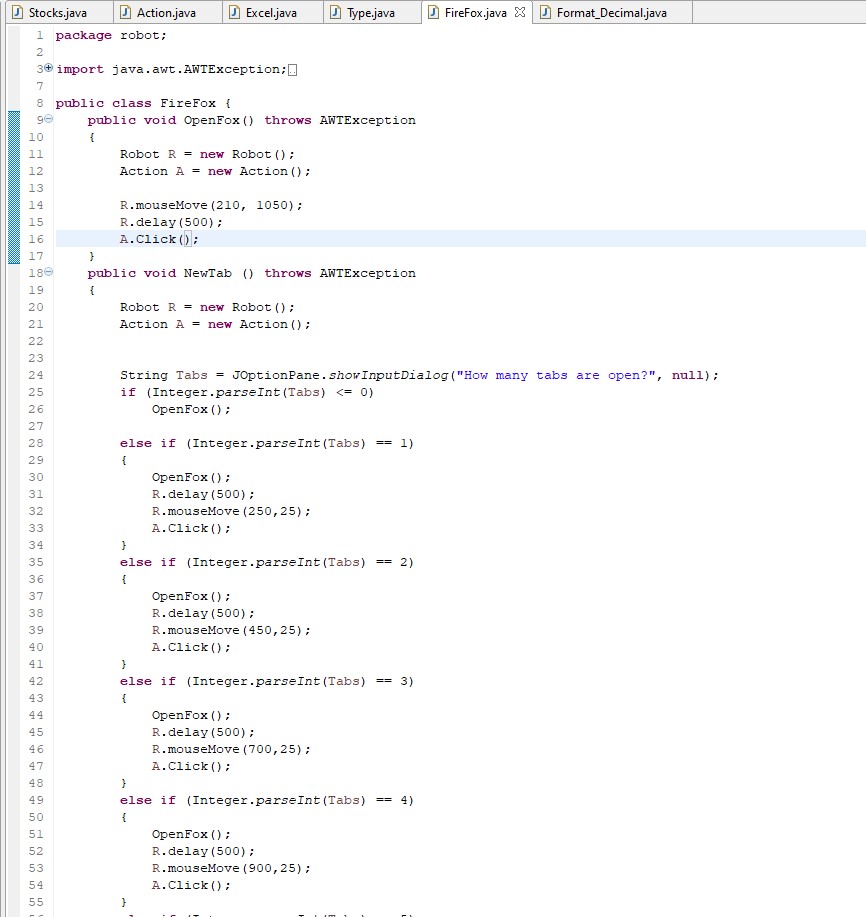 Stocks.java Action.java Excel.java Type.java FireFox.java Format_Decimal.java
1 package robot;
2
3 import java.awt.AWTException;
7
8 public class FireFox {
9 public void OpenFox() throws AWTException
10 {
11 Robot R = new Robot();
12 Action A = new Action();
13
14 R.mouseMove(210, 1050);
15 R.delay(500);
16 A.Click();
17 }
18 public void NewTab () throws AWTException
19 {
20 Robot R = new Robot();
21 Action A = new Action();
22
23
24 String Tabs = JOptionPane.showInputDialog("How many tabs are open?", null);
25 if (Integer.parseInt(Tabs) <= 0)
26 OpenFox();
27
28 else if (Integer.parseInt(Tabs) == 1)
29 {
30 OpenFox();
31 R.delay(500);
32 R.mouseMove(250,25);
33 A.Click();
34 }
35 else if (Integer.parseInt(Tabs) == 2)
36 {
37 OpenFox();
38 R.delay(500);
39 R.mouseMove(450,25);
40 A.Click();
41 }
42 else if (Integer.parseInt(Tabs) == 3)
43 {
44 OpenFox();
45 R.delay(500);
46 R.mouseMove(700,25);
47 A.Click();
48 }
49 else if (Integer.parseInt(Tabs) == 4)
50 {
51 OpenFox();
52 R.delay(500);
53 R.mouseMove(900,25);
54 A.Click();
55 }